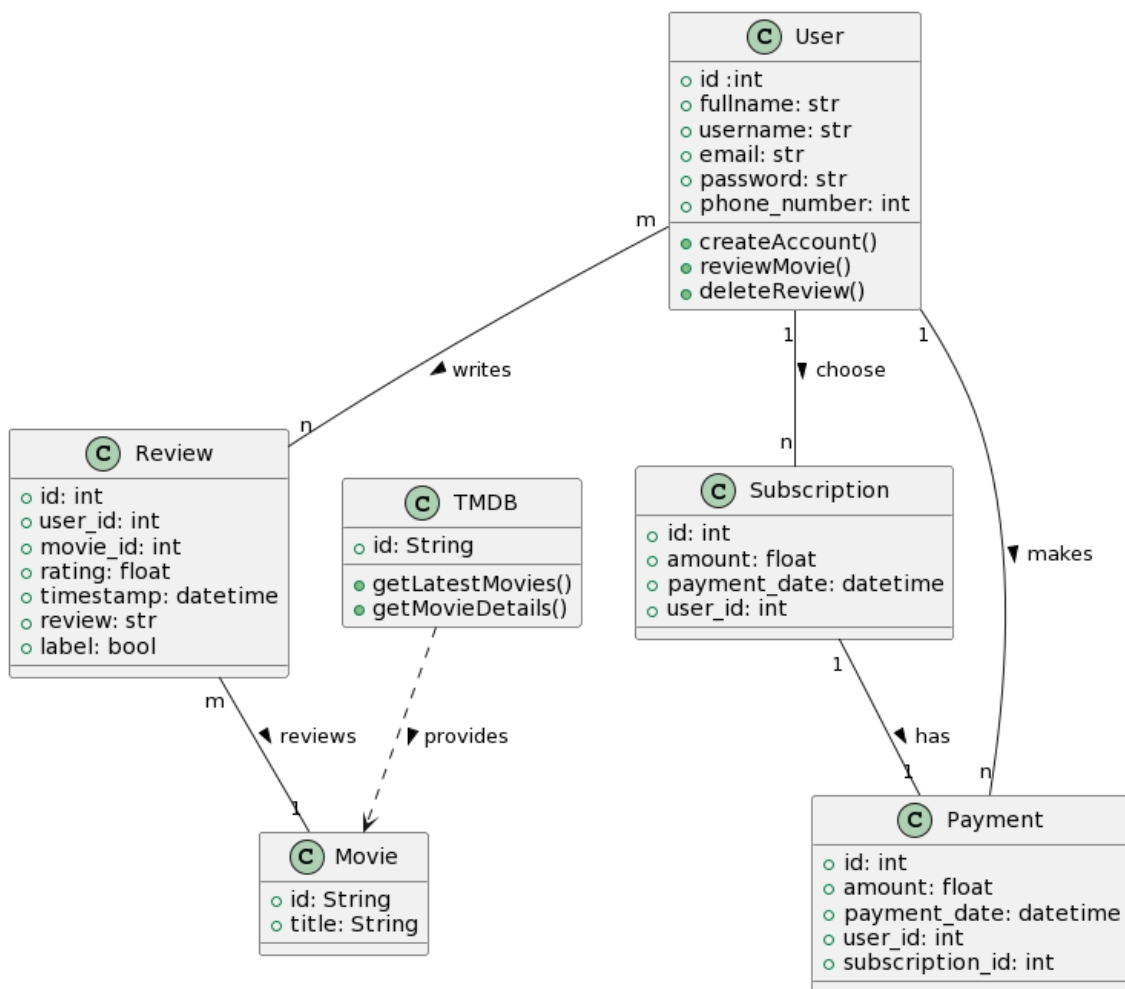 C User
id :int
fullname: str
username: str
email: str
password: str
phone_number: int
createAccount()
reviewMovie()
deleteReview()
m
1
1
writes
choose
n
n
C Review
id: int
user_id: int
movie_id: int
rating: float
timestamp: datetime
review: str
label: bool
C TMDB
id: String
getLatestMovies()
getMovieDetails()
C Subscription
id: int
amount: float
payment_date: datetime
user_id: int
makes
m
1
reviews
provides
has
1
1
n
C Movie
id: String
title: String
C Payment
id: int
amount: float
payment_date: datetime
user_id: int
subscription_id: int